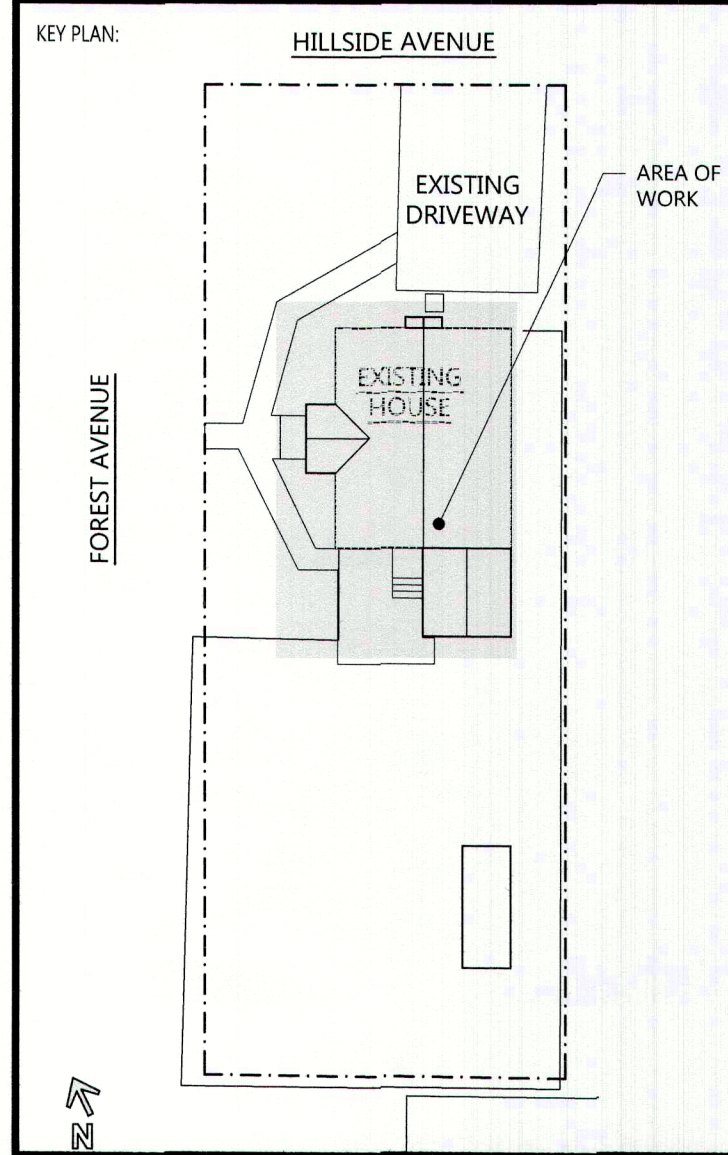 KEY PLAN:
HILLSIDE AVENUE
EXISTING
DRIVEWAY
AREA OF
WORK
EXISTING
HOUSE
FOREST AVENUE
N